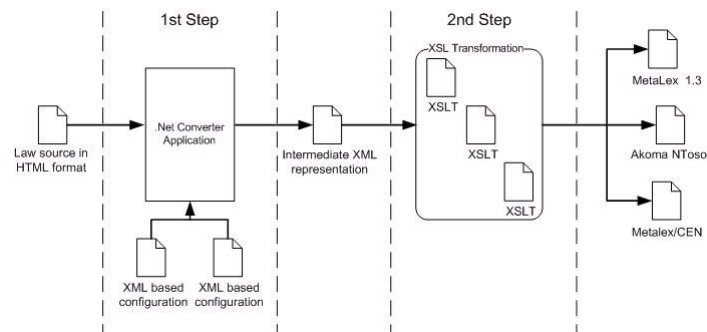 1st Step
2nd Step
XSL Transformation
XSLT
XSLT
XSLT
.Net Converter
Application
Law source in
HTML format
Intermediate XML
representation
XML based
configuration
XML based
configuration
MetaLex 1.3
Akoma NToso
Metalex/CEN